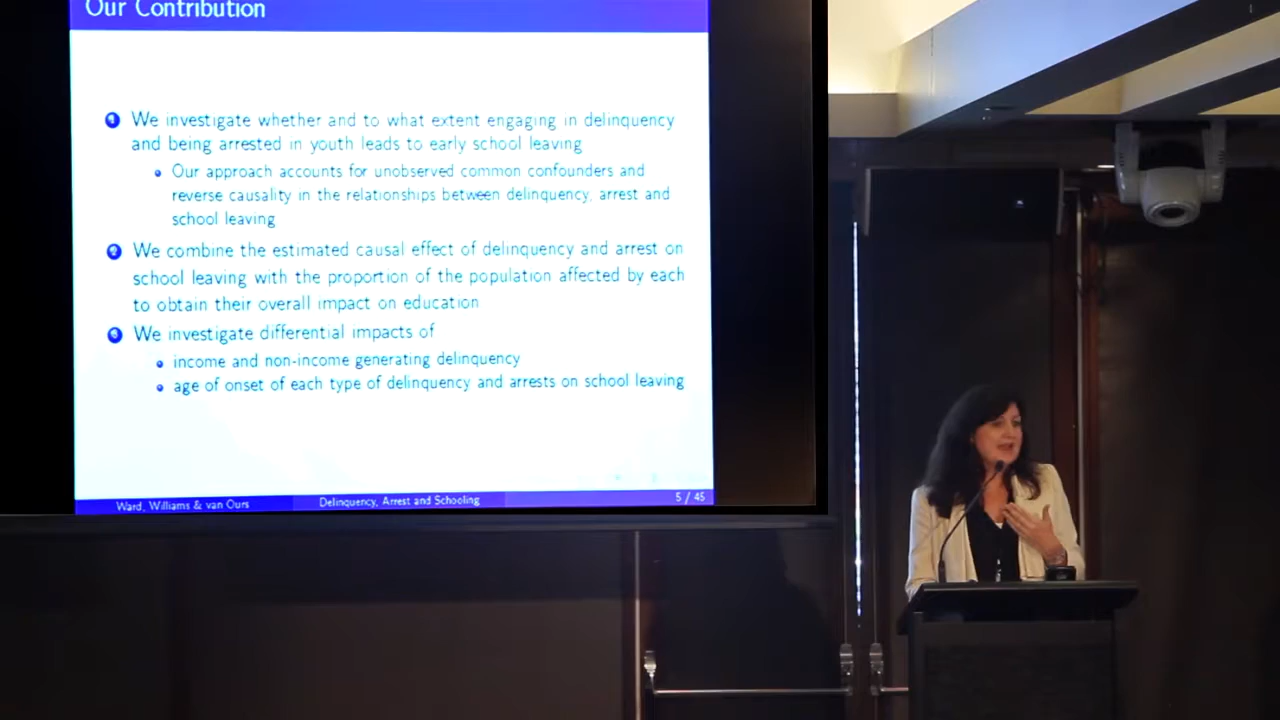 Our Contribution
1 We investigate whether and to what extent engaging in delinquency
and being arrested in youth leads to early school leaving
Our approach accounts for unobserved common confounders and
reverse causality in the relationships between delinquency, arrest and
school leaving
2 We combine the estimated causal effect of delinquency and arrest on
school leaving with the proportion of the population affected by each
to obtain their overall impact on education
3 We investigate differential impacts of
income and non-income generating delinquency
age of onset of each type of delinquency and arrests on school leaving
Ward, Williams & van Ours Delinquency, Arrest and Schooling 5 / 45